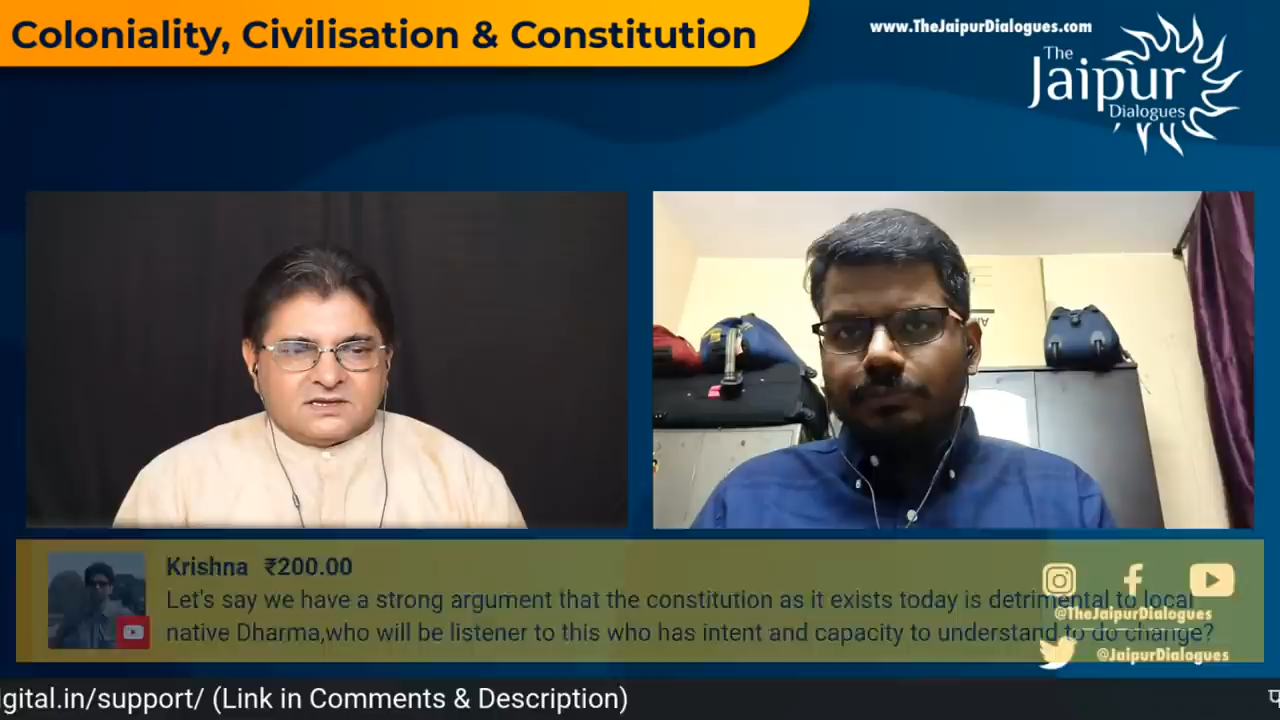 Coloniality, Civilisation & Constitution
www.TheJaipurDialogues.com
The
Jaipur
Dialogues
Krishna ₹200.00
Let's say we have a strong argument that the constitution as it exists today is detrimental to local
native Dharma,who will be listener to this who has intent and capacity to understand to do change?
@TheJaipurDialogues
@JaipurDialogues
gital.in/support/ (Link in Comments & Description)